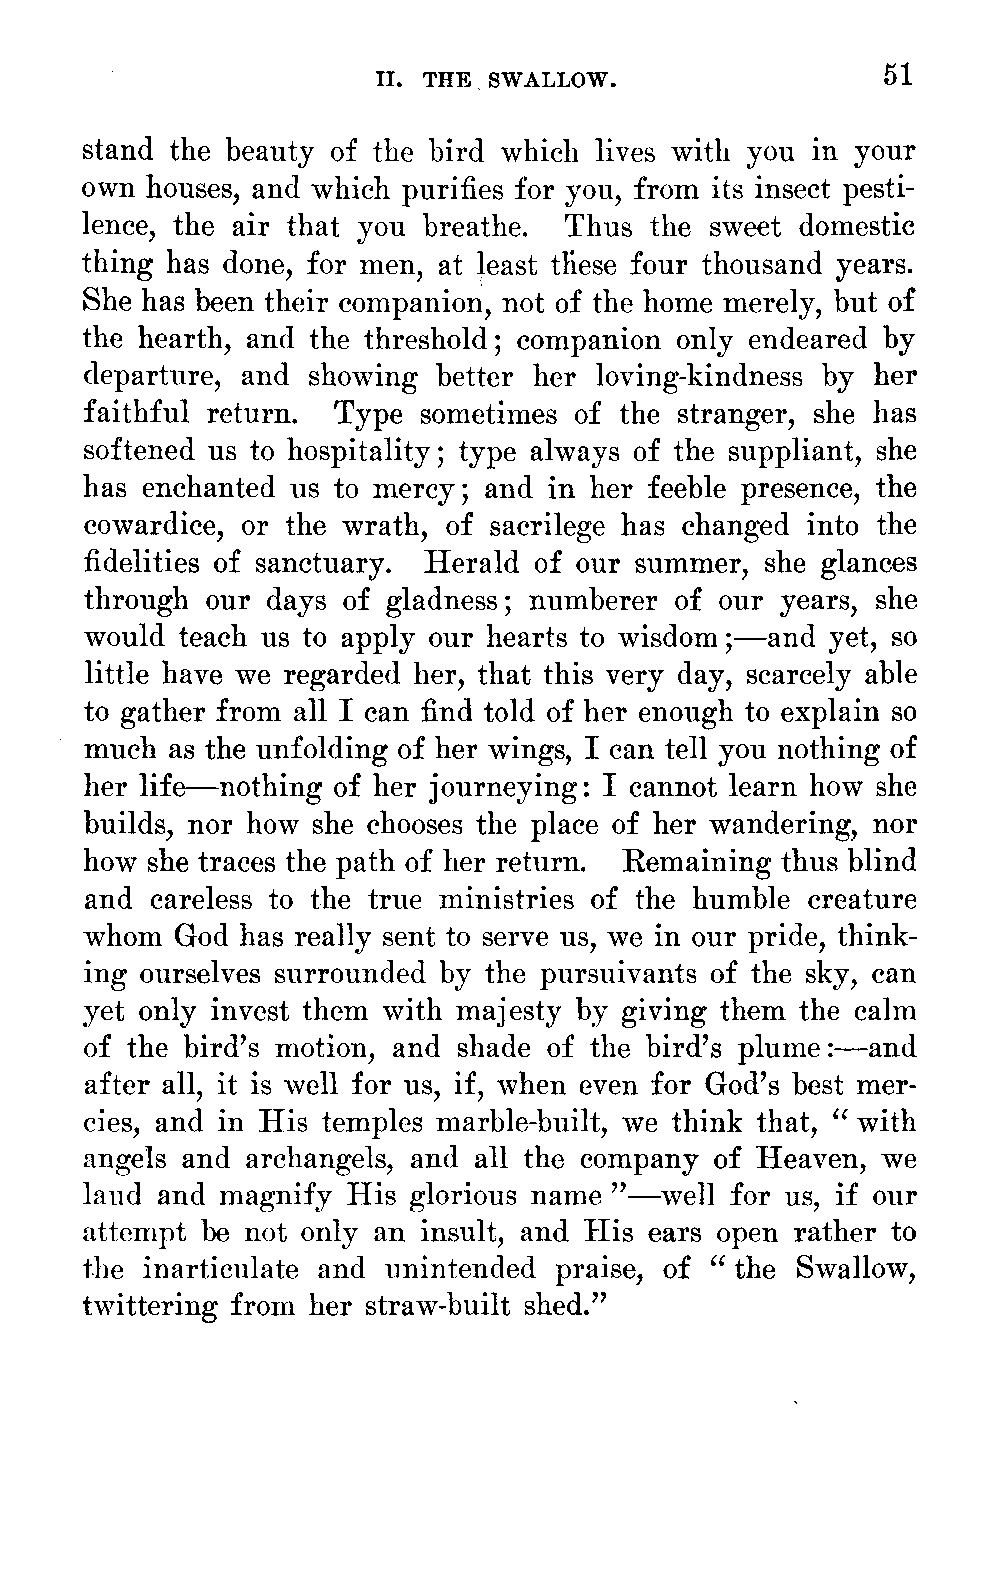 II. THE SWALLOW. 51
stand the beauty of the bird which lives with you in your
own houses, and which purifies for you, from its insect pesti-
lence, the air that you breathe. Thus the sweet domestic
thing has done, for men, at least these four thousand years.
She has been their companion, not of the home merely, but of
the hearth, and the threshold; companion only endeared by
departure, and showing better her loving-kindness by her
faithful return. Type sometimes of the stranger, she has
softened us to hospitality; type always of the suppliant, she
has enchanted us to mercy; and in her feeble presence, the
cowardice, or the wrath, of sacrilege has changed into the
fidelities of sanctuary. Herald of our summer, she glances
through our days of gladness; numberer of our years, she
would teach us to apply our hearts to wisdom;—and yet, so
little have we regarded her, that this very day, scarcely able
to gather from all I can find told of her enough to explain so
much as the unfolding of her wings, I can tell you nothing of
her life—nothing of her journeying: I cannot learn how she
builds, nor how she chooses the place of her wandering, nor
how she traces the path of her return. Remaining thus blind
and careless to the true ministries of the humble creature
whom God has really sent to serve us, we in our pride, think-
ing ourselves surrounded by the pursuivants of the sky, can
yet only invest them with majesty by giving them the calm
of the bird's motion, and shade of the bird's plume:—and
after all, it is well for us, if, when even for God's best mer-
cies, and in His temples marble-built, we think that, “ with
angels and archangels, and all the company of Heaven, we
laud and magnify His glorious name ”—well for us, if our
attempt be not only an insult, and His ears open rather to
the inarticulate and unintended praise, of “ the Swallow,
twittering from her straw-built shed.”